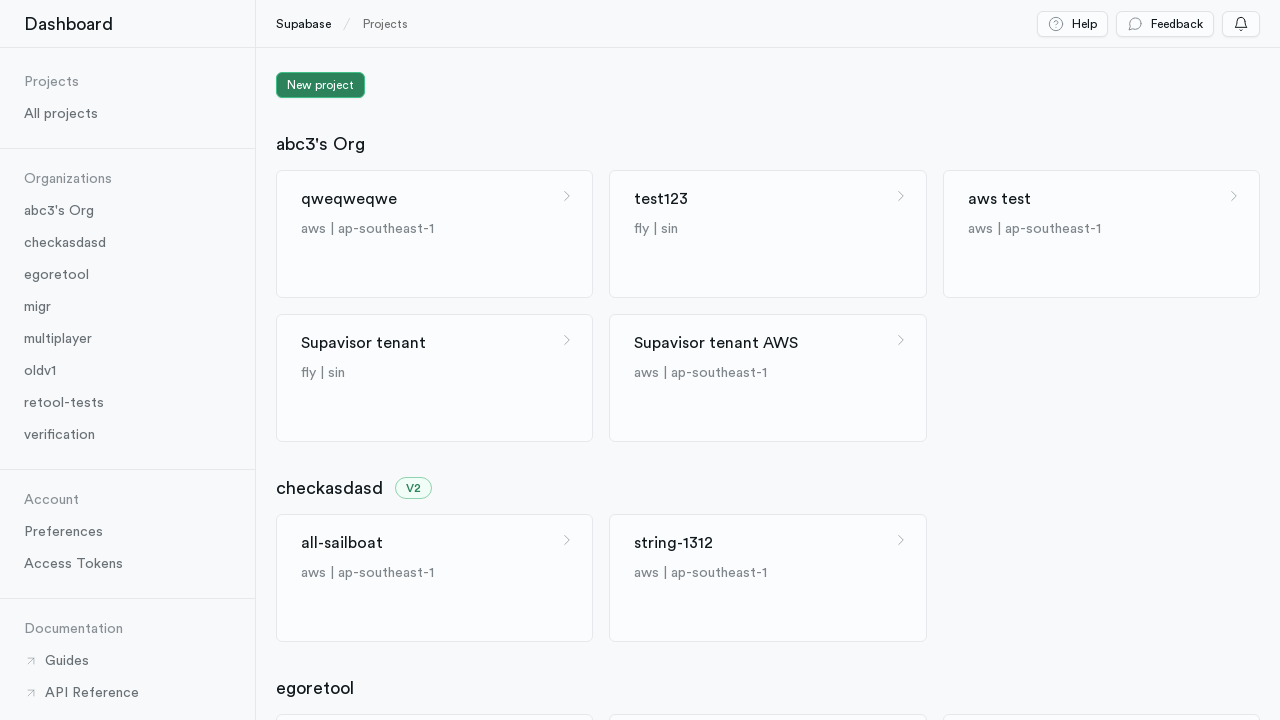 Dashboard
Supabase / Projects
Help
Feedback
Projects
All projects
Organizations
abc3's Org
checkasdasd
egoretool
migr
multiplayer
oldv1
retool-tests
verification
Account
Preferences
Access Tokens
Documentation
Guides
API Reference
New project
abc3's Org
qweqweqwe
aws | ap-southeast-1
test123
fly | sin
aws test
aws | ap-southeast-1
Supavisor tenant
fly | sin
Supavisor tenant AWS
aws | ap-southeast-1
checkasdasd V2
all-sailboat
aws | ap-southeast-1
string-1312
aws | ap-southeast-1
egoretool